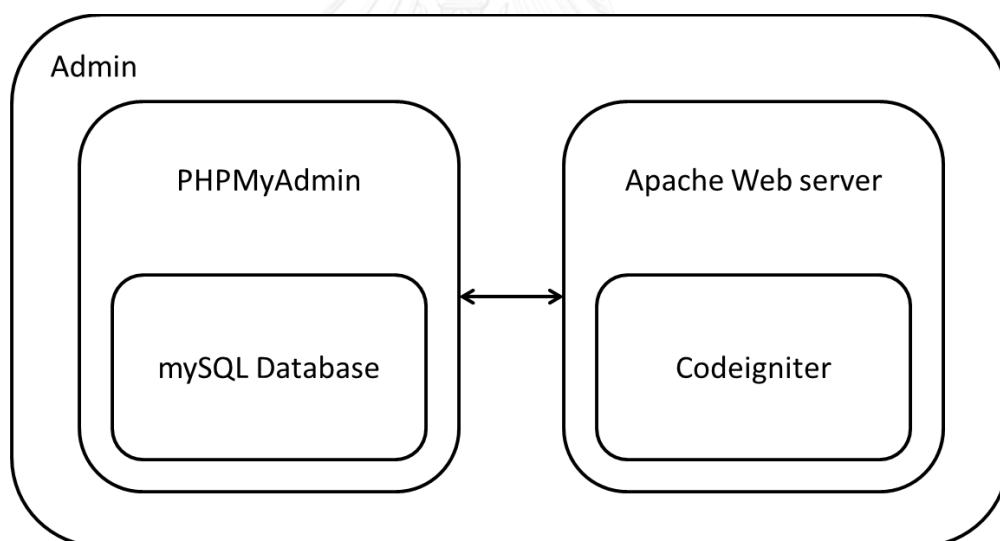 Admin
PHPMyAdmin
Apache Web server
mySQL Database
Codeigniter